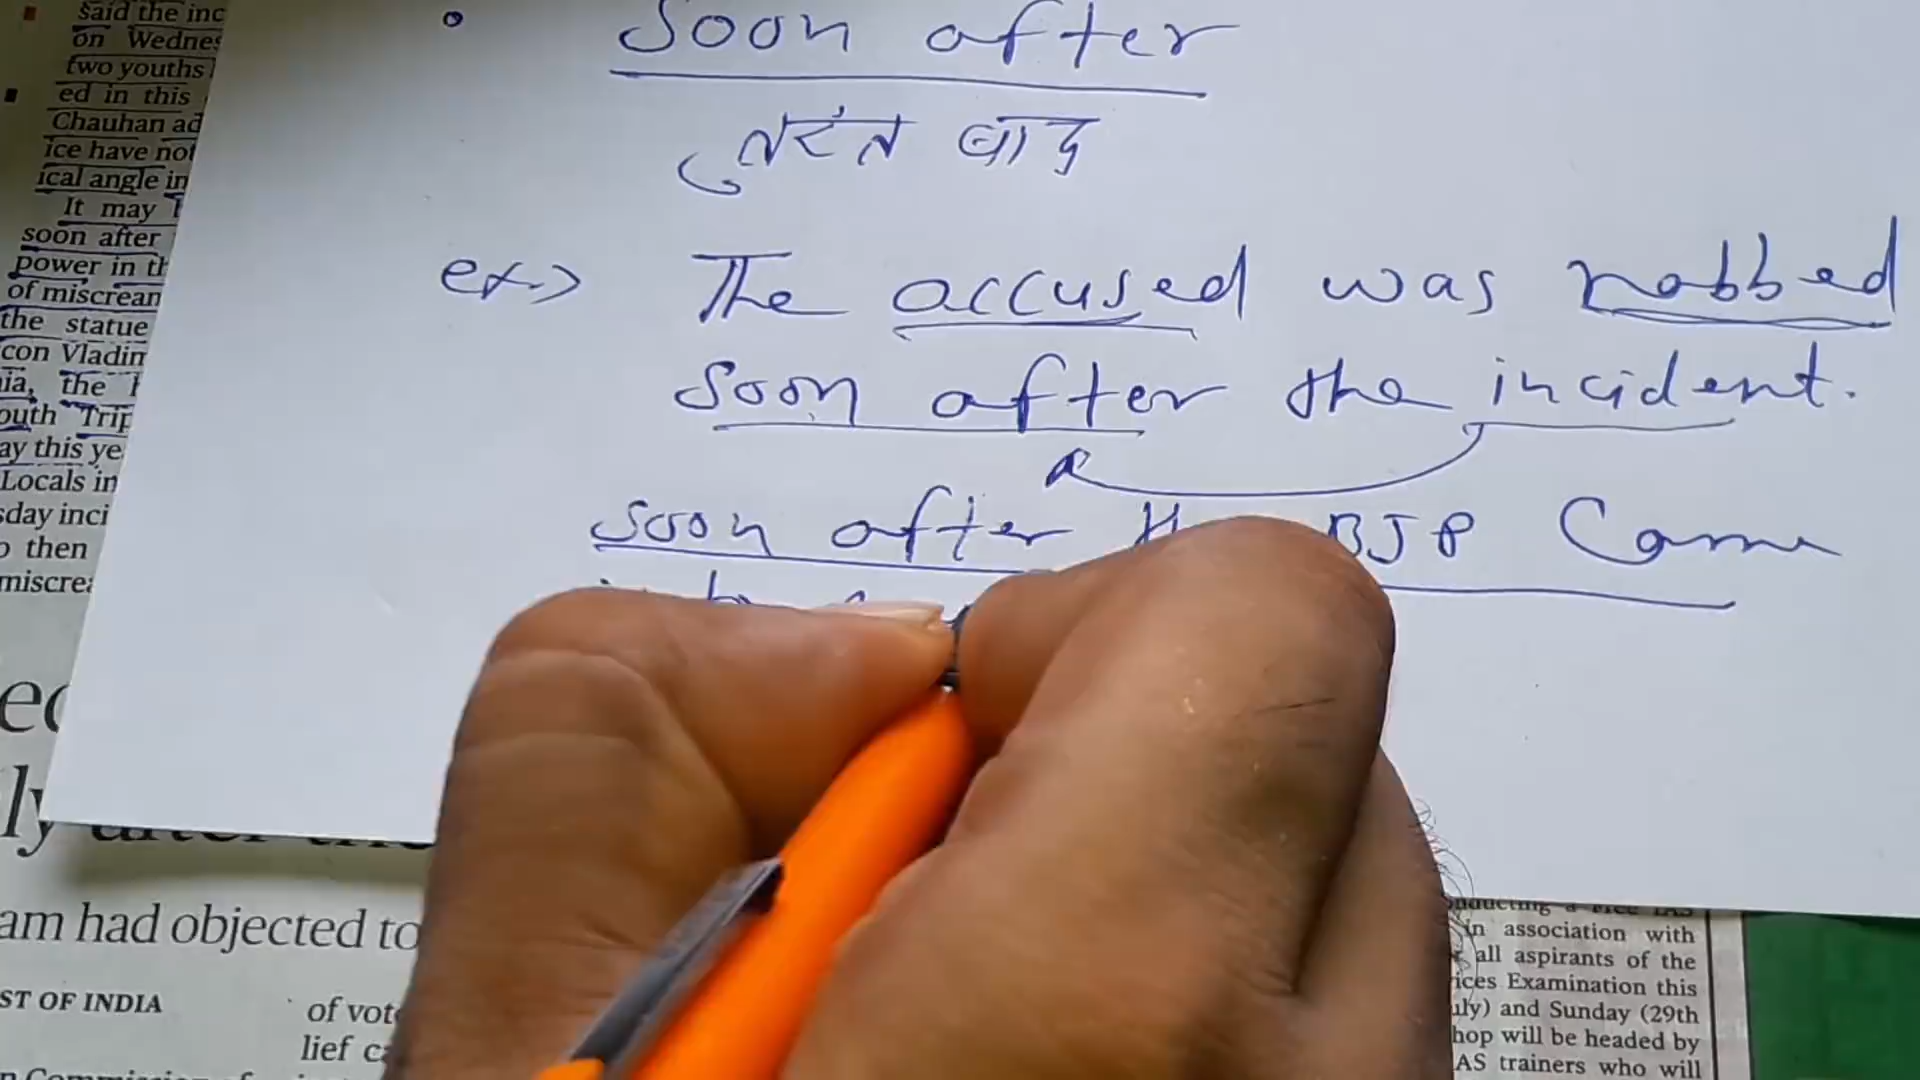 said the inc
on Wednes
two youths
ed in this
Chauhan ad
ice have not
ical angle in
It may
soon after
power in th
of miscrean
the statue
con Vladim
ia, the
outh Trip
ay this ye
Locals in
sday inci
o then
miscrea
soon after
तुरंत बाद
ex->
The accused was nabbed
soon after the incident.
soon after BJP Came
am had objected to
ST OF INDIA
of vot
lief ca
in association with
all aspirants of the
ices Examination this
uly) and Sunday (29th
hop will be headed by
AS trainers who will